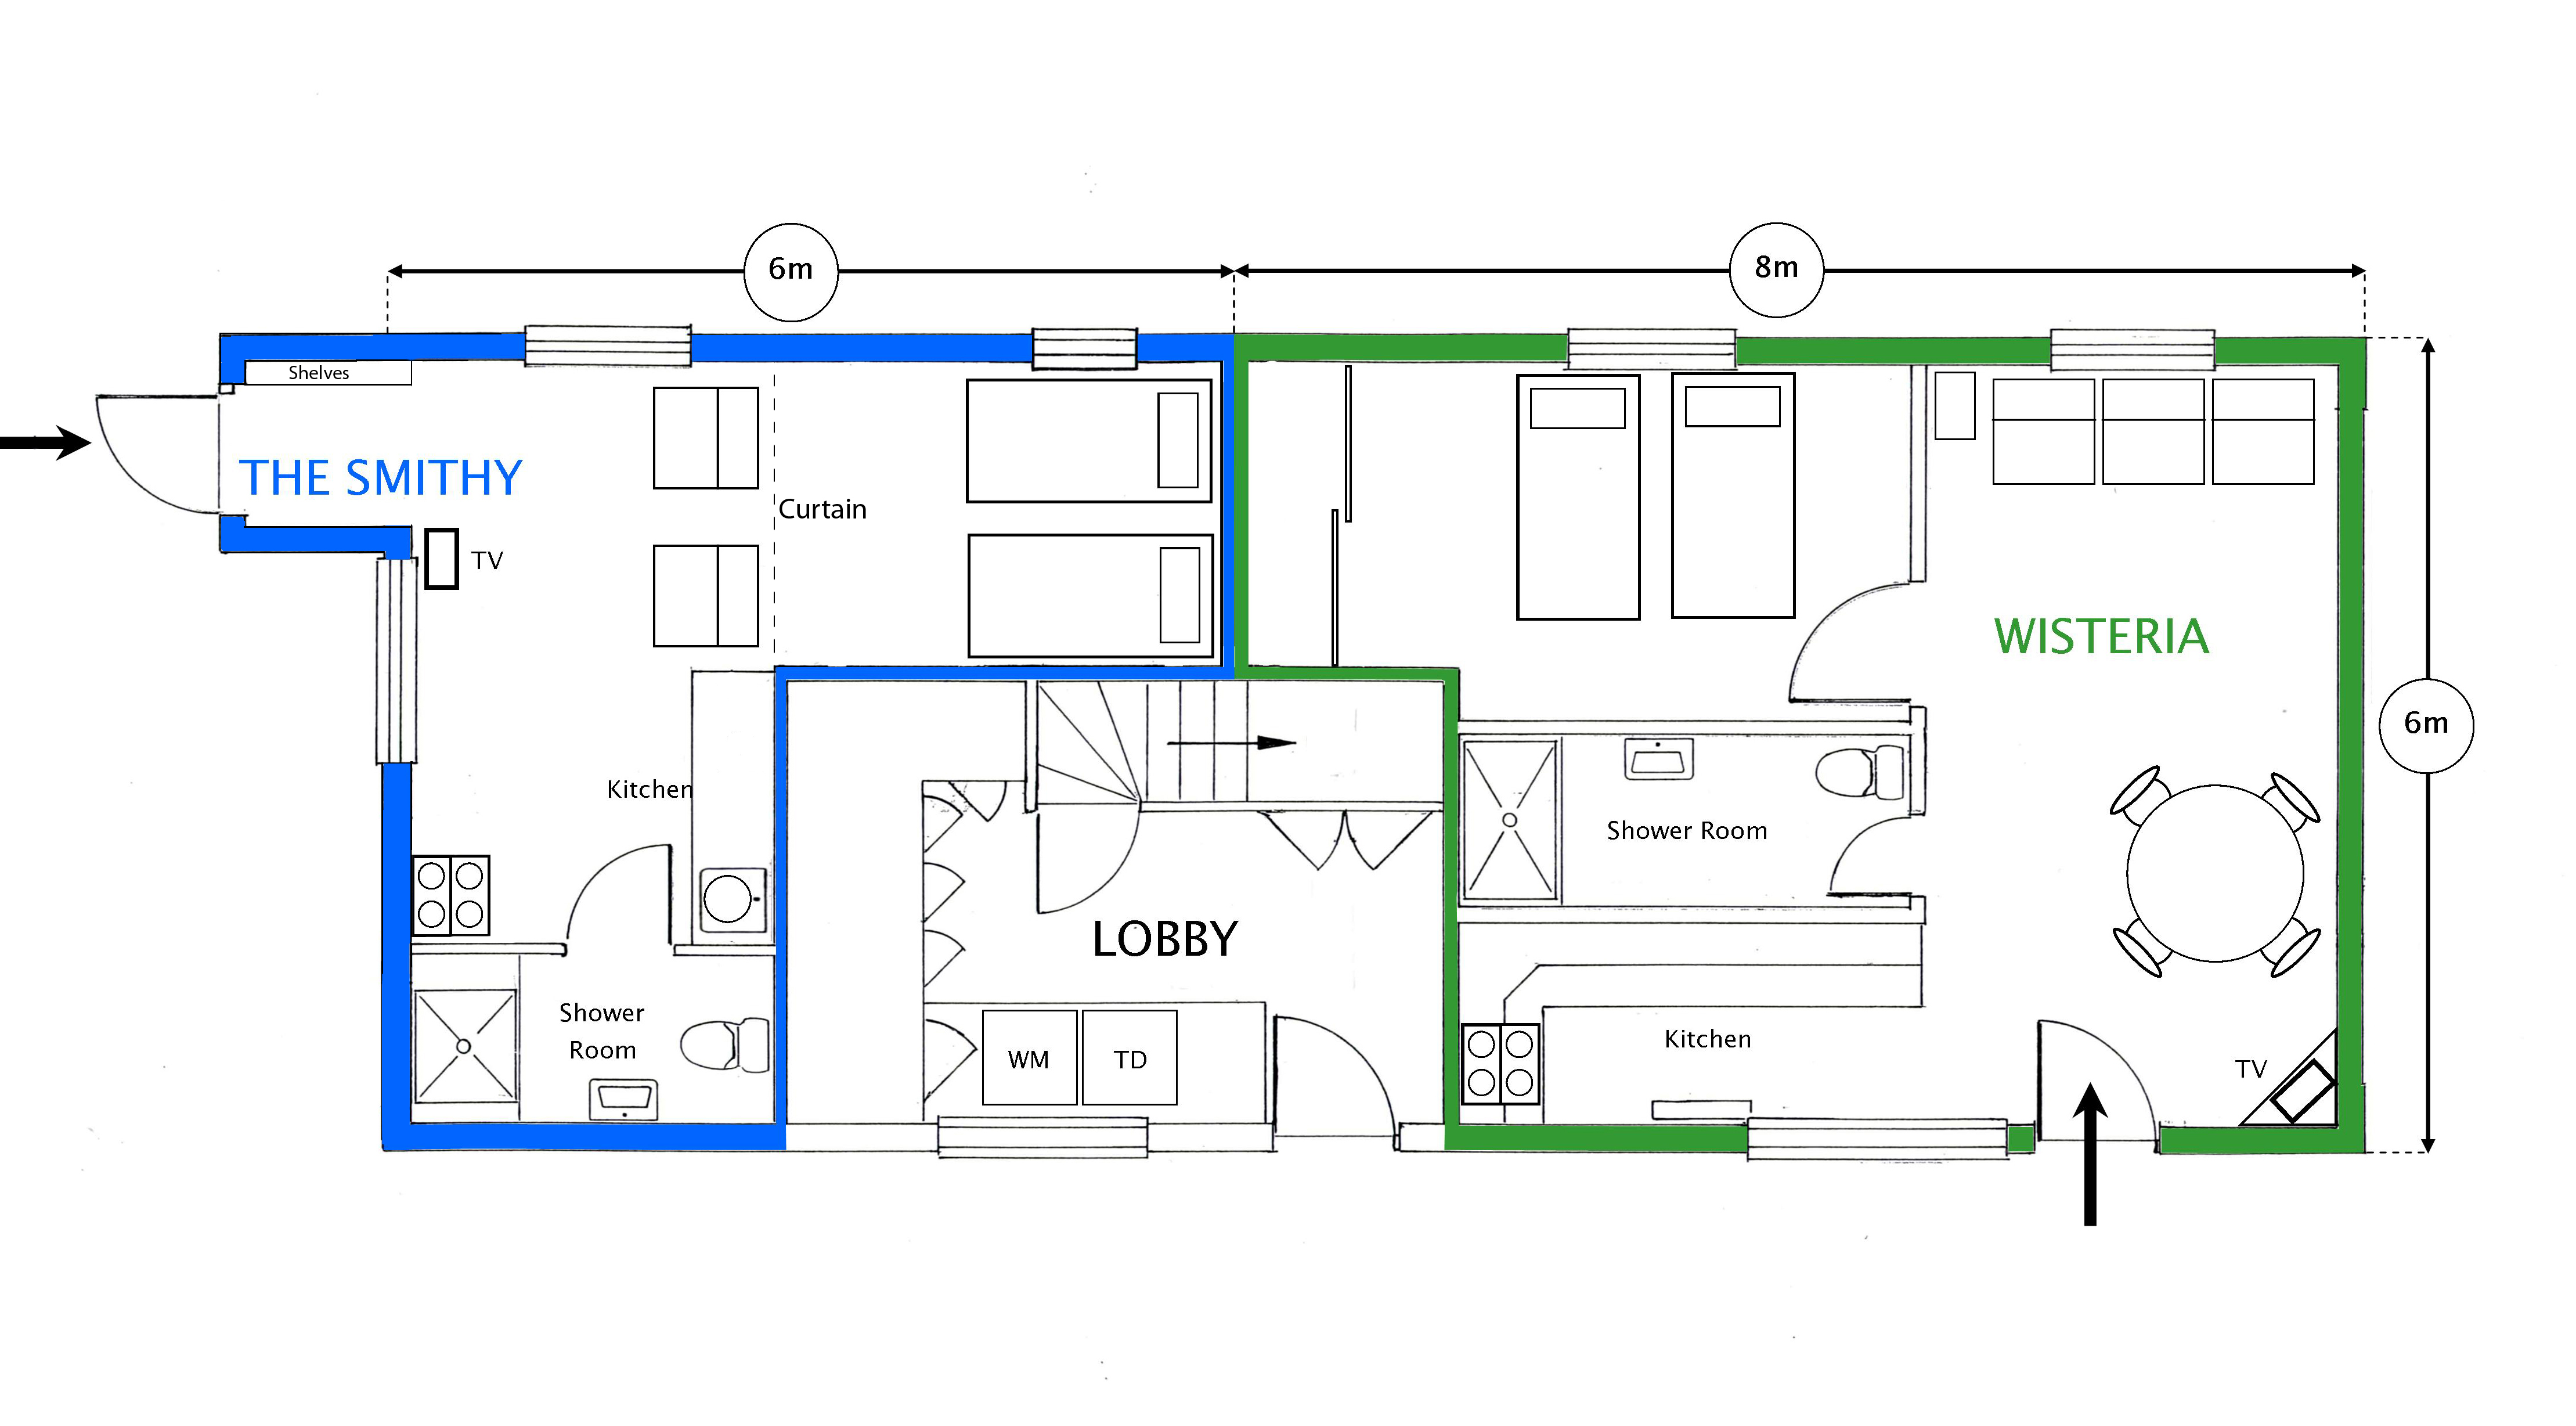 6m
8m
Shelves
THE SMITHY
Curtain
TV
WISTERIA
6m
Kitchen
Shower Room
LOBBY
Shower
Room
WM
TD
Kitchen
TV